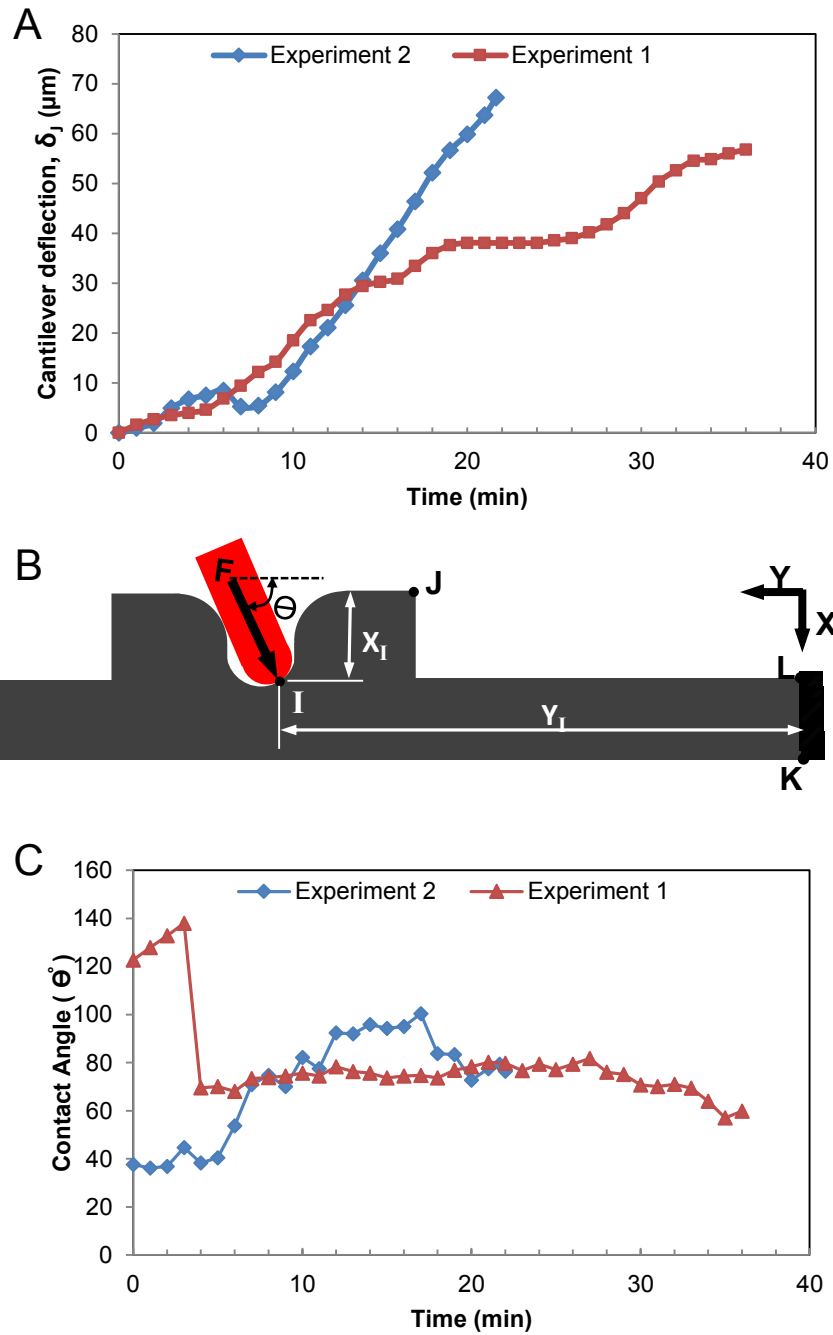 A
80
70
60
50
40
30
20
10
0
Cantilever deflection, δJ (µm)
Experiment 2
Experiment 1
0 10 20 30 40
Time (min)
B
F
Ө
J
XI
I
YI
Y
X
L
K
C
160
140
120
100
80
60
40
20
0
Contact Angle ( Ө°)
Experiment 2
Experiment 1
0 10 20 30 40
Time (min)